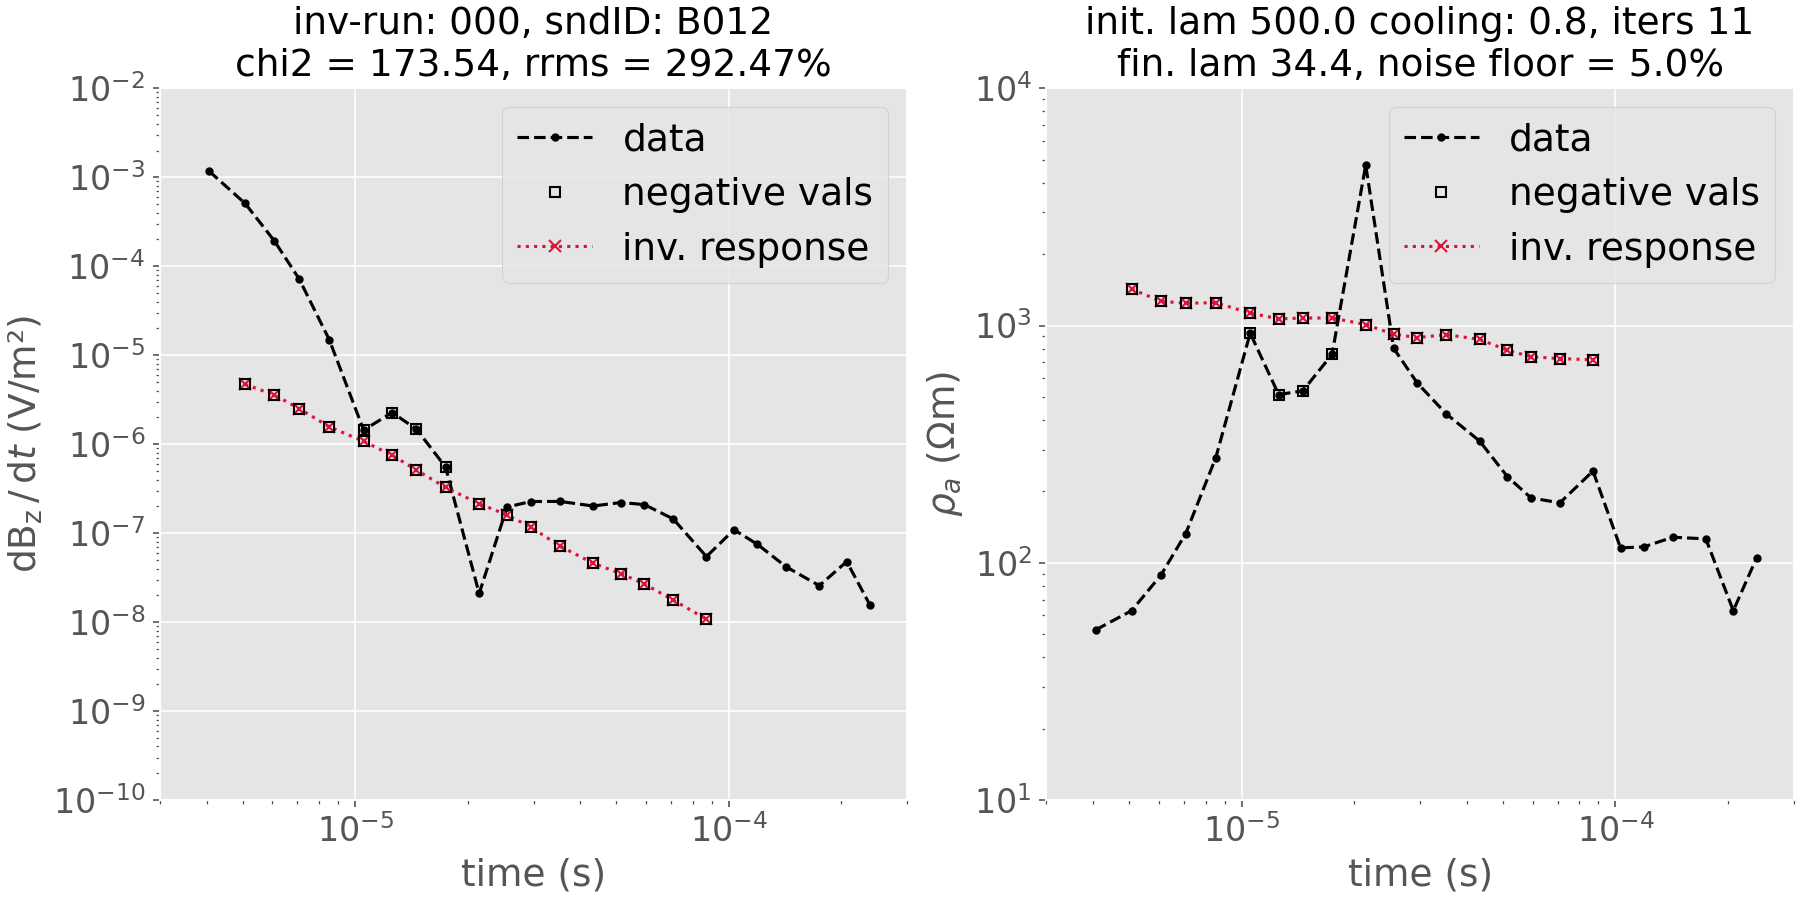 inv-run: 000, sndID: B012
chi2 = 173.54, rrms = 292.47%
10⁻²
10⁻³
10⁻⁴
10⁻⁵
10⁻⁶
10⁻⁷
10⁻⁸
10⁻⁹
10⁻¹⁰
dB_z / dt (V/m²)
data
negative vals
inv. response
10⁻⁵ 10⁻⁴
time (s)
init. lam 500.0 cooling: 0.8, iters 11
fin. lam 34.4, noise floor = 5.0%
10⁴
10³
10²
10¹
ρₐ (Ωm)
data
negative vals
inv. response
10⁻⁵ 10⁻⁴
time (s)